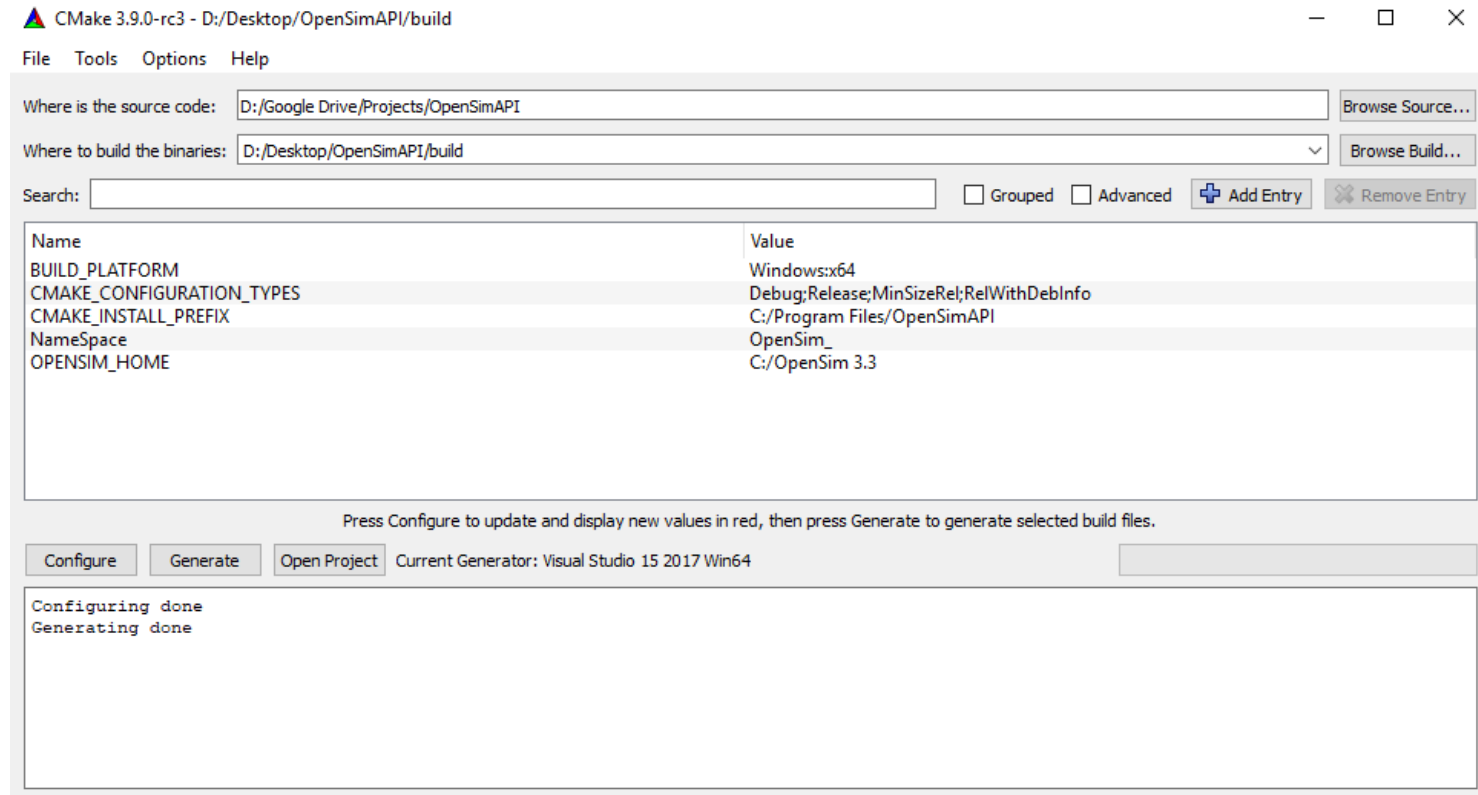 CMake 3.9.0-rc3 - D:/Desktop/OpenSimAPI/build
File Tools Options Help
Where is the source code: D:/Google Drive/Projects/OpenSimAPI Browse Source...
Where to build the binaries: D:/Desktop/OpenSimAPI/build Browse Build...
Search: Grouped Advanced Add Entry Remove Entry
Name Value
BUILD_PLATFORM Windows:x64
CMAKE_CONFIGURATION_TYPES Debug;Release;MinSizeRel;RelWithDebInfo
CMAKE_INSTALL_PREFIX C:/Program Files/OpenSimAPI
NameSpace OpenSim_
OPENSIM_HOME C:/OpenSim 3.3
Press Configure to update and display new values in red, then press Generate to generate selected build files.
Configure Generate Open Project Current Generator: Visual Studio 15 2017 Win64
Configuring done
Generating done